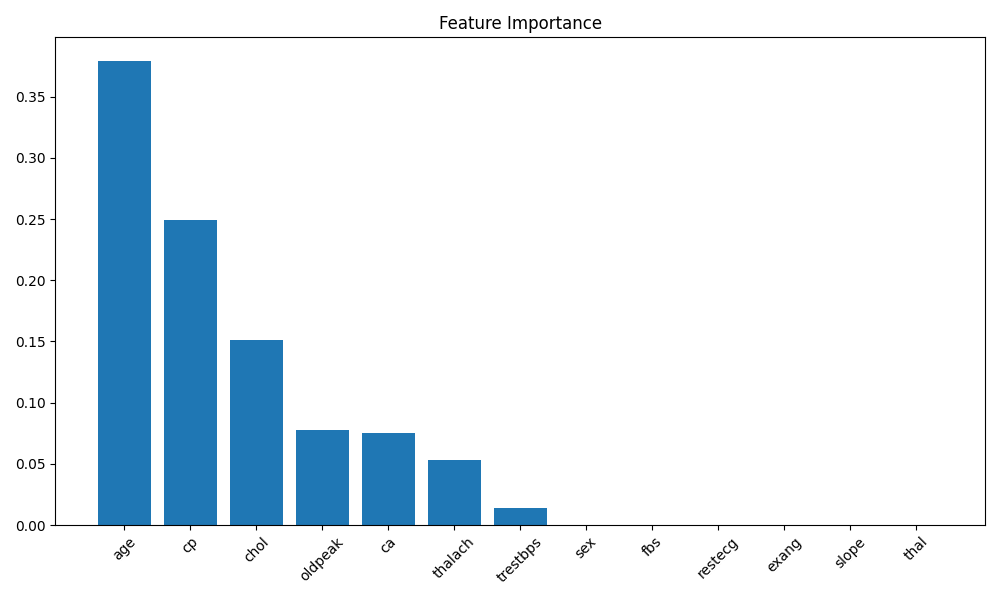 Feature Importance
0.35
0.30
0.25
0.20
0.15
0.10
0.05
0.00
age
cp
chol
oldpeak
ca
thalach
trestbps
sex
fbs
restecg
exang
slope
thal